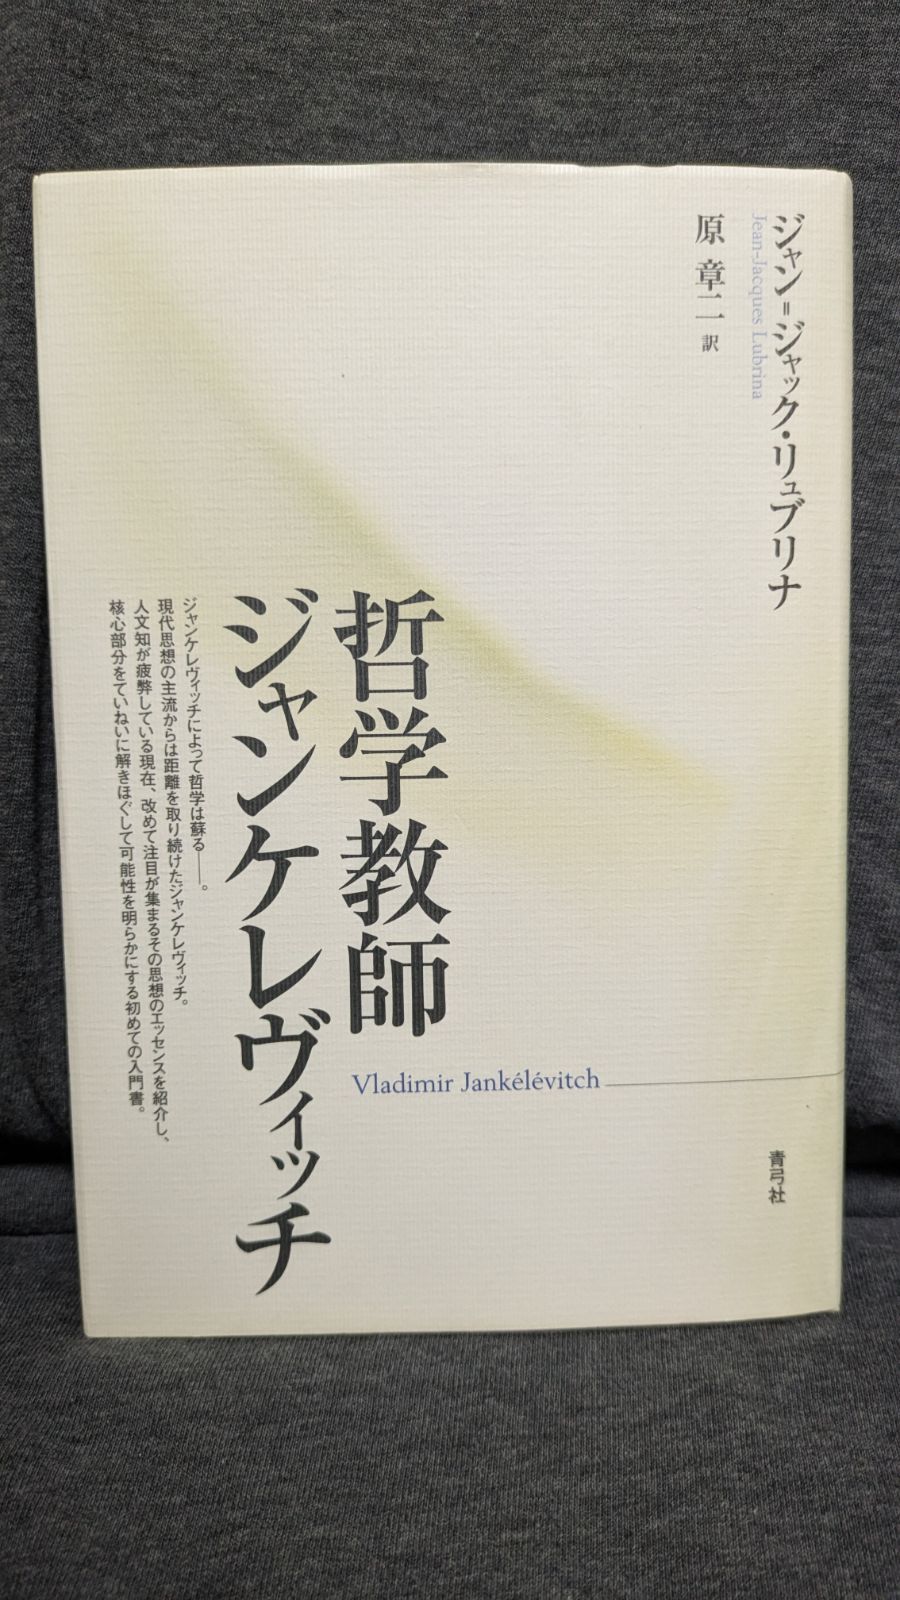 ジャン=ジャック・リュブリナ
Jean-Jacques Lubrina
原 章二 訳
哲学教師
ジャンケレヴィッチ
Vladimir Jankélévitch
ジャンケレヴィッチによって哲学は蘇る――。
現代思想の主流からは距離を取り続けたジャンケレヴィッチ。
人文知が疲弊している現在、改めて注目が集まるその思想のエッセンスを紹介し、
核心部分をていねいに解きほぐして可能性を明らかにする初めての入門書。
青弓社